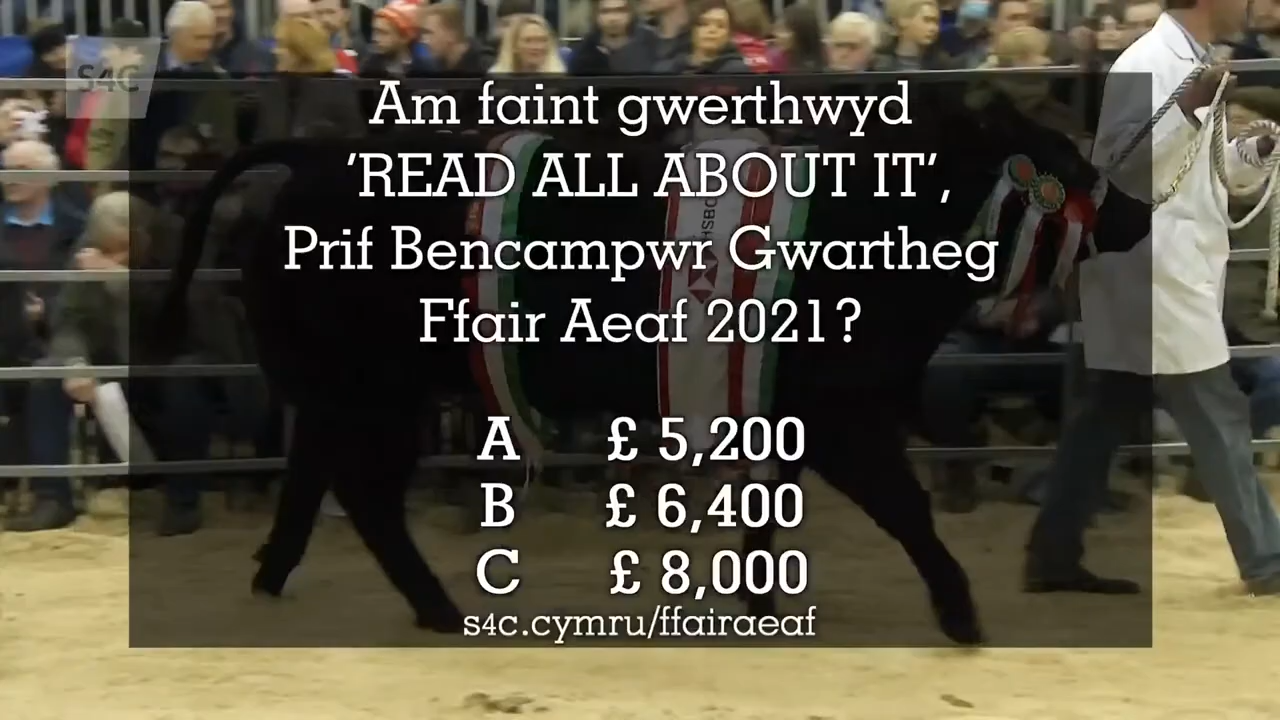 S4C
Am faint gwerthwyd
'READ ALL ABOUT IT',
Prif Bencampwr Gwartheg
Ffair Aeaf 2021?
HSBC
A £ 5,200
B £ 6,400
C £ 8,000
s4c.cymru/ffairaeaf